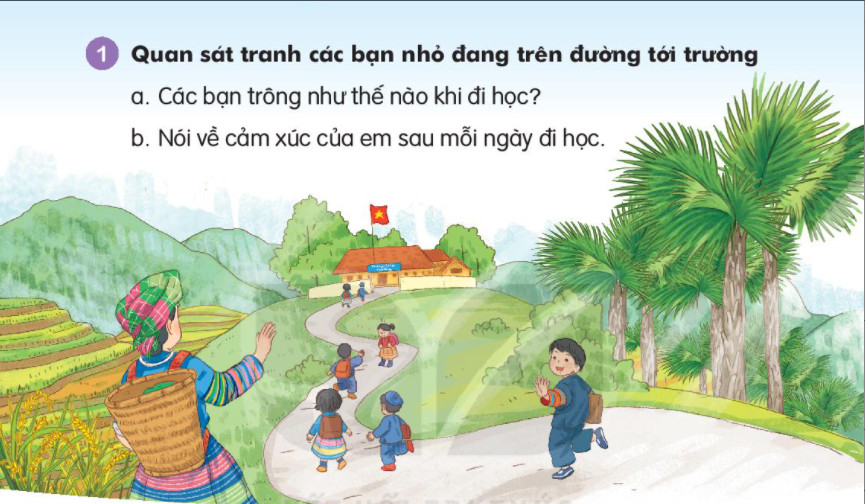 1 Quan sát tranh các bạn nhỏ đang trên đường tới trường
a. Các bạn trông như thế nào khi đi học?
b. Nói về cảm xúc của em sau mỗi ngày đi học.